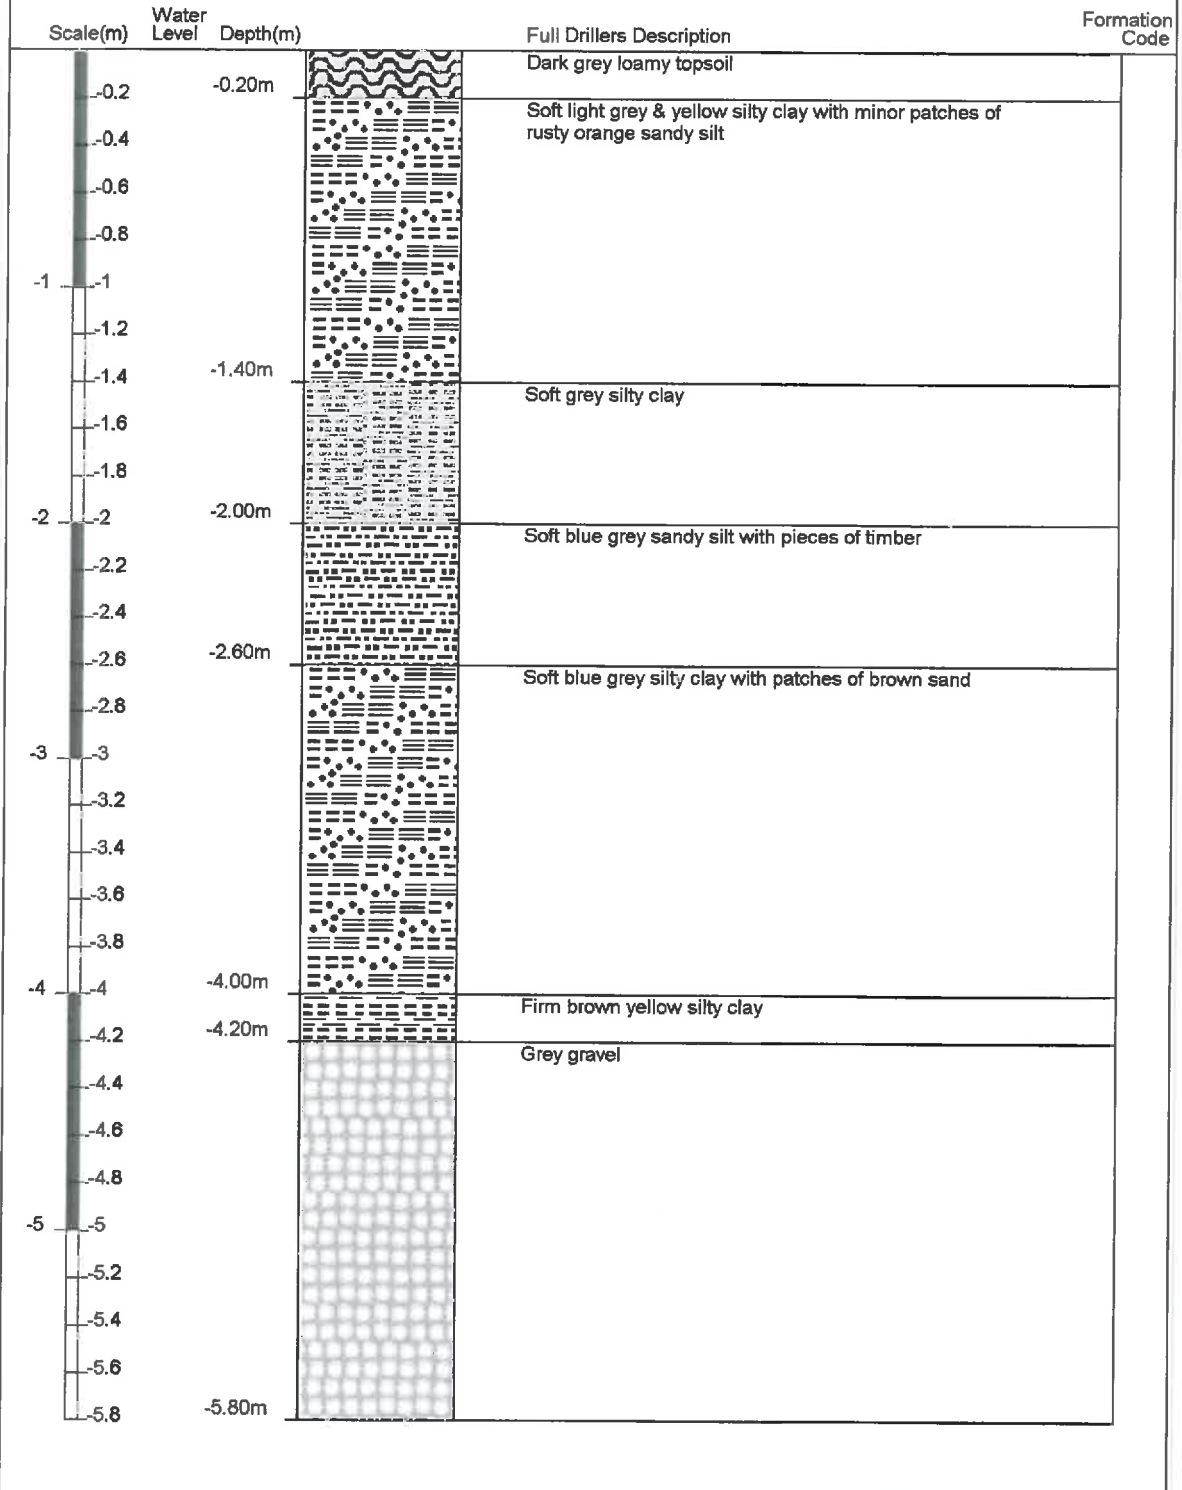 Scale(m) Water Level Depth(m) Full Drillers Description Formation Code
Dark grey loamy topsoil
-0.20m
-0.2
Soft light grey & yellow silty clay with minor patches of
rusty orange sandy silt
-0.4
-0.6
-0.8
-1 -1
-1.2
-1.40m
-1.4
Soft grey silty clay
-1.6
-1.8
-2.00m
-2 -2
Soft blue grey sandy silt with pieces of timber
-2.2
-2.4
-2.60m
-2.6
Soft blue grey silty clay with patches of brown sand
-2.8
-3 -3
-3.2
-3.4
-3.6
-3.8
-4.00m
-4 -4
Firm brown yellow silty clay
-4.20m
-4.2
Grey gravel
-4.4
-4.6
-4.8
-5 -5
-5.2
-5.4
-5.6
-5.80m
-5.8